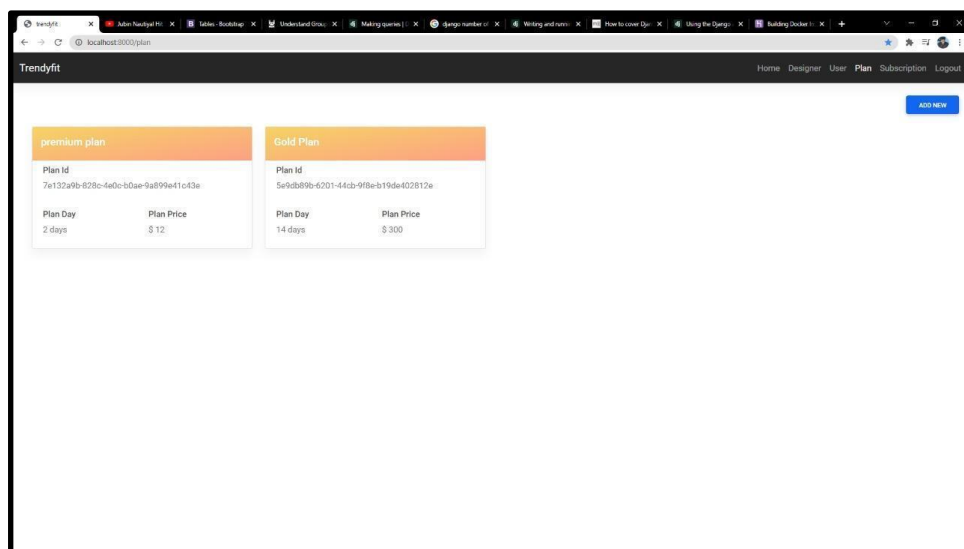 trendyfit
Jubin Nautiyal Hit
Tables · Bootstrap
Understand Group
Making queries | D
django number of
Writing and runni
How to cover Djan
Using the Django
Building Docker In
localhost:8000/plan
Trendyfit
Home Designer User Plan Subscription Logout
ADD NEW
premium plan
Plan Id
7e132a9b-828c-4e0c-b0ae-9a899e41c43e
Plan Day Plan Price
2 days $ 12
Gold Plan
Plan Id
5e9db89b-6201-44cb-9f8e-b19de402812e
Plan Day Plan Price
14 days $ 300